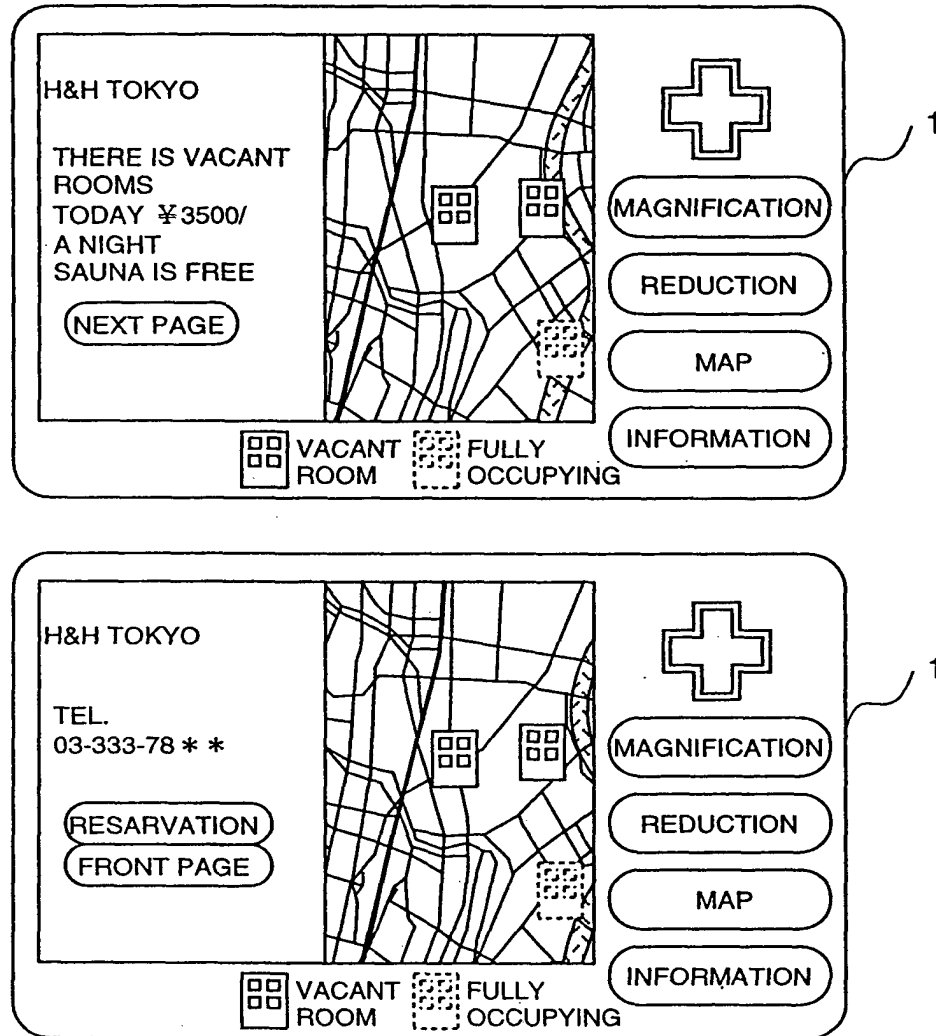 H&H TOKYO
THERE IS VACANT
ROOMS
TODAY ¥3500/
A NIGHT
SAUNA IS FREE
NEXT PAGE
MAGNIFICATION
REDUCTION
MAP
INFORMATION
VACANT
ROOM
FULLY
OCCUPYING
1
H&H TOKYO
TEL.
03-333-78**
RESARVATION
FRONT PAGE
MAGNIFICATION
REDUCTION
MAP
INFORMATION
VACANT
ROOM
FULLY
OCCUPYING
1